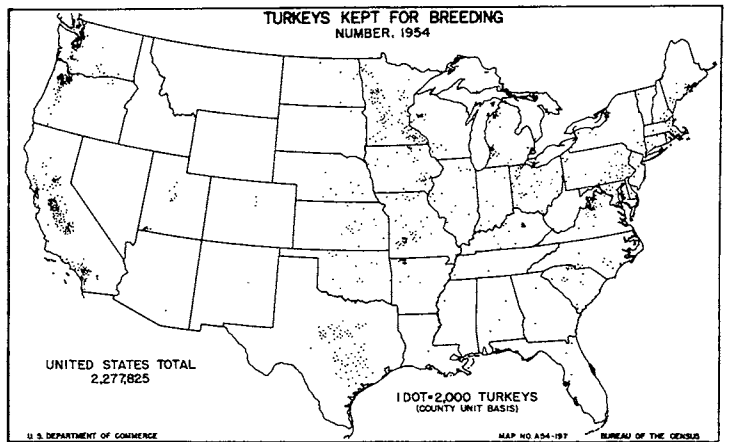 TURKEYS KEPT FOR BREEDING
NUMBER, 1954
UNITED STATES TOTAL
2,277,825
1 DOT=2,000 TURKEYS
(COUNTY UNIT BASIS)
U. S. DEPARTMENT OF COMMERCE
MAP NO. A54-197
BUREAU OF THE CENSUS